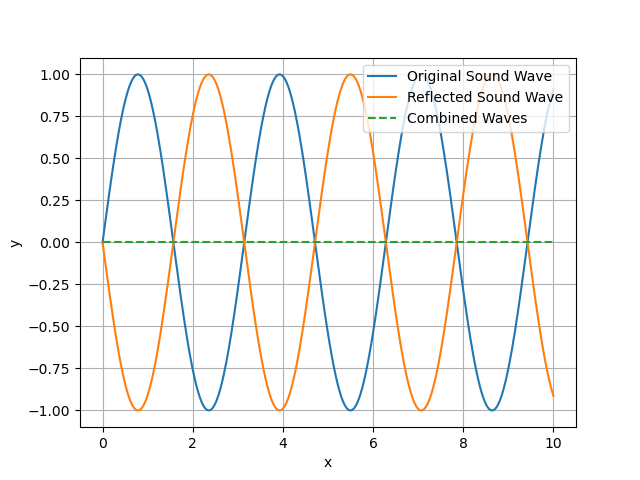 Original Sound Wave
Reflected Sound Wave
Combined Waves
1.00
0.75
0.50
0.25
0.00
−0.25
−0.50
−0.75
−1.00
y
0 2 4 6 8 10
x